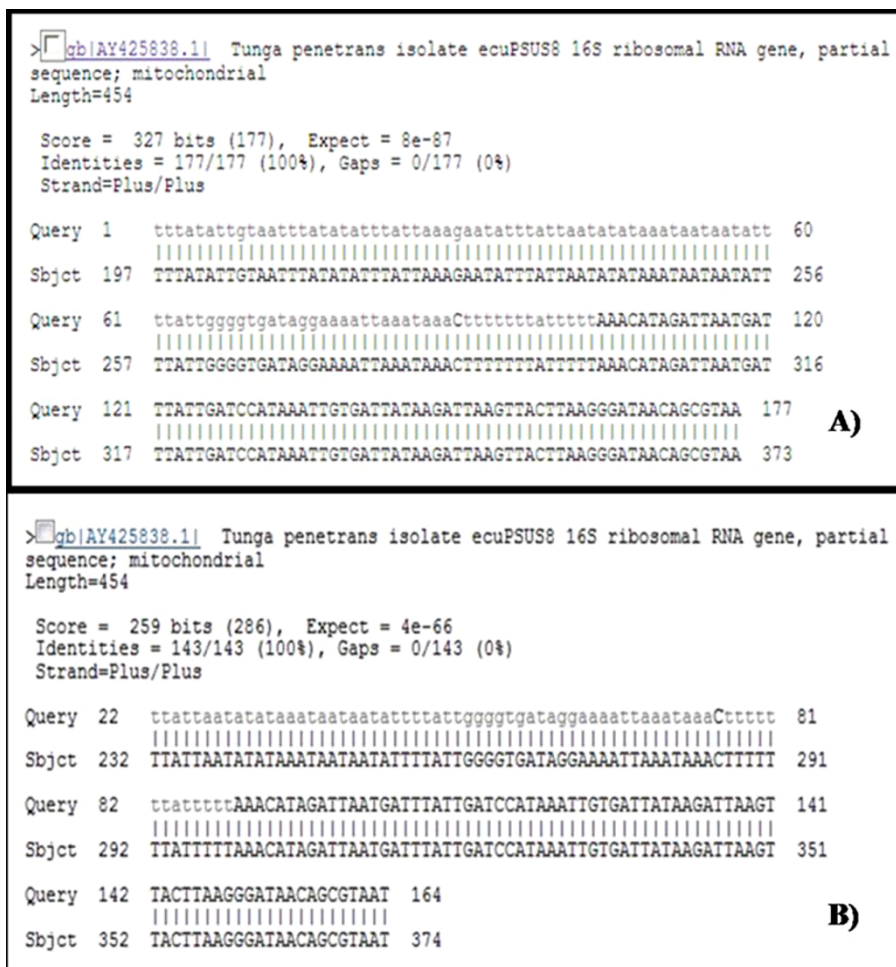 >gb|AY425838.1| Tunga penetrans isolate ecuPSUS8 16S ribosomal RNA gene, partial
sequence; mitochondrial
Length=454
Score = 327 bits (177), Expect = 8e-87
Identities = 177/177 (100%), Gaps = 0/177 (0%)
Strand=Plus/Plus
Query 1 tttatattgtaatttatatatttattaaagaatatttattaatatataaataataatatt 60
Sbjct 197 TTTATATTGTAATTTATATATTTATTAAAGAATATTTATTAATATATAAATAATAATATT 256
Query 61 ttattggggtgataggaaaattaaataaaCtttttttatttttAAACATAGATTAATGAT 120
Sbjct 257 TTATTGGGGTGATAGGAAAATTAAATAAACTTTTTTTATTTTTAAACATAGATTAATGAT 316
Query 121 TTATTGATCCATAAATTGTGATTATAAGATTAAGTTACTTAAGGGATAACAGCGTAA 177
Sbjct 317 TTATTGATCCATAAATTGTGATTATAAGATTAAGTTACTTAAGGGATAACAGCGTAA 373
A)
>gb|AY425838.1| Tunga penetrans isolate ecuPSUS8 16S ribosomal RNA gene, partial
sequence; mitochondrial
Length=454
Score = 259 bits (286), Expect = 4e-66
Identities = 143/143 (100%), Gaps = 0/143 (0%)
Strand=Plus/Plus
Query 22 ttattaatatataaataataatattttattggggtgataggaaaattaaataaaCttttt 81
Sbjct 232 TTATTAATATATAAATAATAATATTTTATTGGGGTGATAGGAAAATTAAATAAACTTTTT 291
Query 82 ttatttttAAACATAGATTAATGATTTATTGATCCATAAATTGTGATTATAAGATTAAGT 141
Sbjct 292 TTATTTTTAAACATAGATTAATGATTTATTGATCCATAAATTGTGATTATAAGATTAAGT 351
Query 142 TACTTAAGGGATAACAGCGTAAT 164
Sbjct 352 TACTTAAGGGATAACAGCGTAAT 374
B)